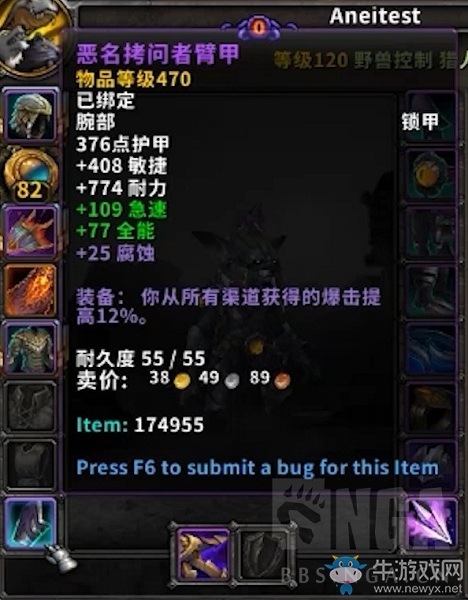 Aneitest
恶名拷问者臂甲
等级120 野兽控制 猎人
物品等级470
已绑定
腕部 锁甲
376点护甲
+408 敏捷
+774 耐力
82
+109 急速
+77 全能
+25 腐蚀
装备： 你从所有渠道获得的爆击提
高12%。
耐久度 55 / 55
卖价： 38 49 89
Item: 174955
Press F6 to submit a bug for this Item
NGA
BBS.NGA.CN
牛游戏网
www.newyx.net